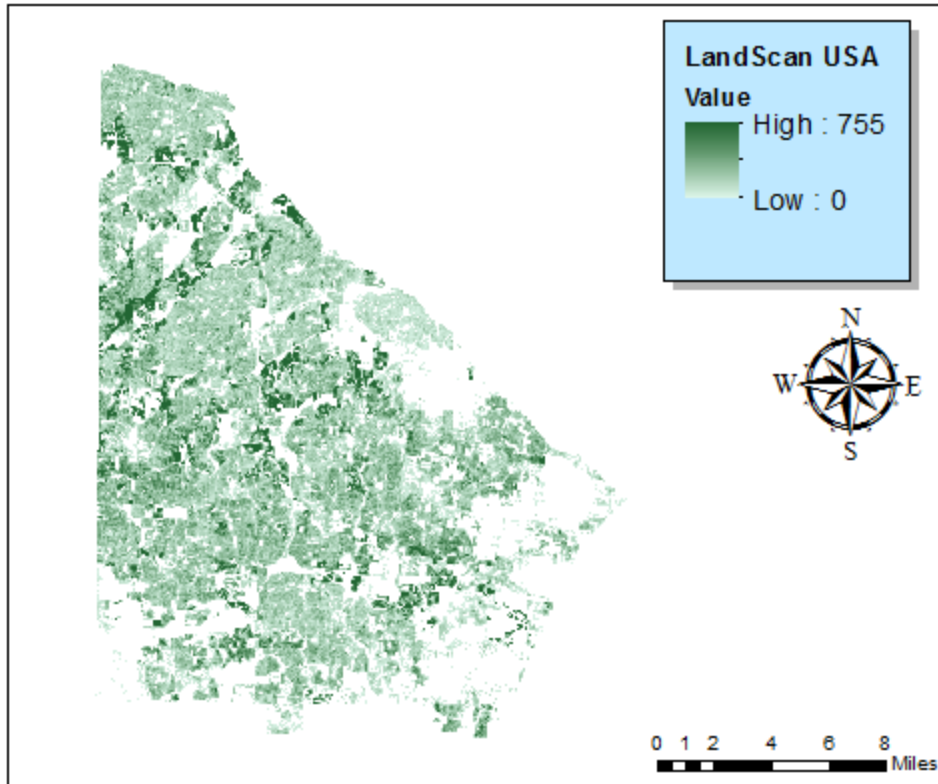 LandScan USA
Value
High : 755
Low : 0
N
W E
S
0 1 2 4 6 8
Miles